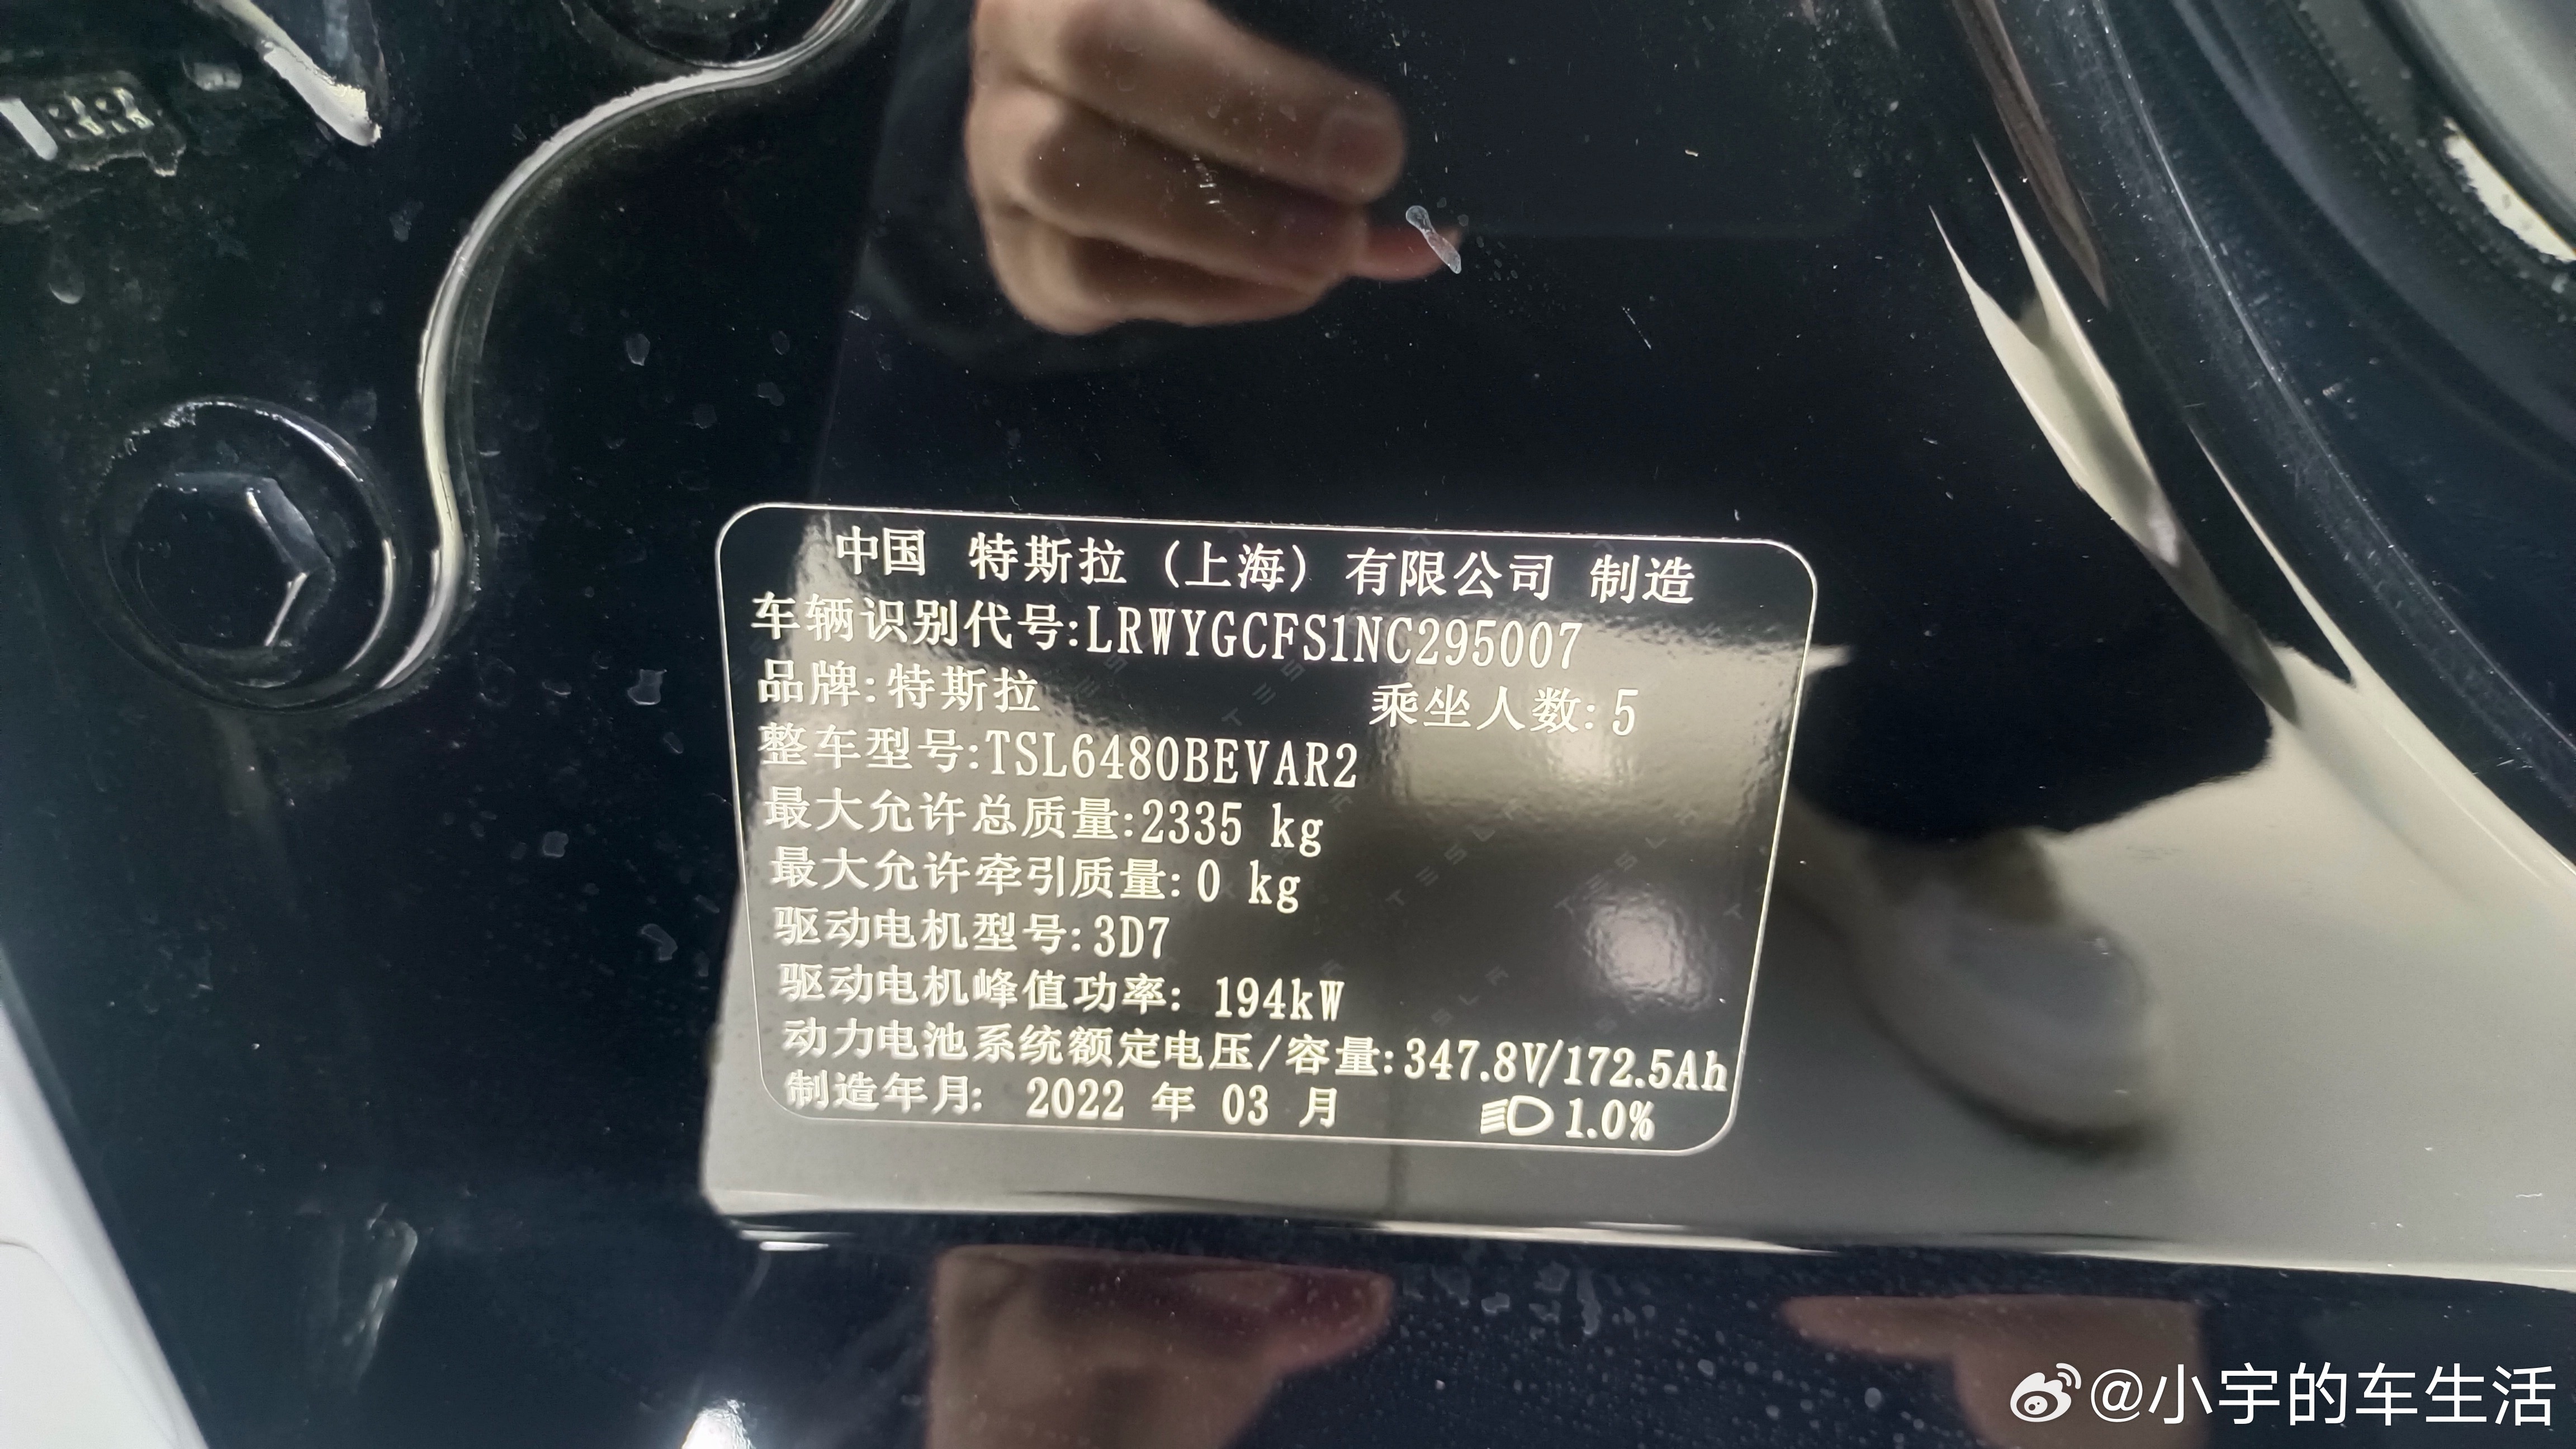 中国 特斯拉（上海）有限公司 制造
车辆识别代号:LRWYGCFS1NC295007
品牌:特斯拉 乘坐人数:5
整车型号:TSL6480BEVAR2
最大允许总质量:2335 kg
最大允许牵引质量:0 kg
驱动电机型号:3D7
驱动电机峰值功率: 194kW
动力电池系统额定电压/容量:347.8V/172.5Ah
制造年月: 2022 年 03 月 1.0%
@小宇的车生活